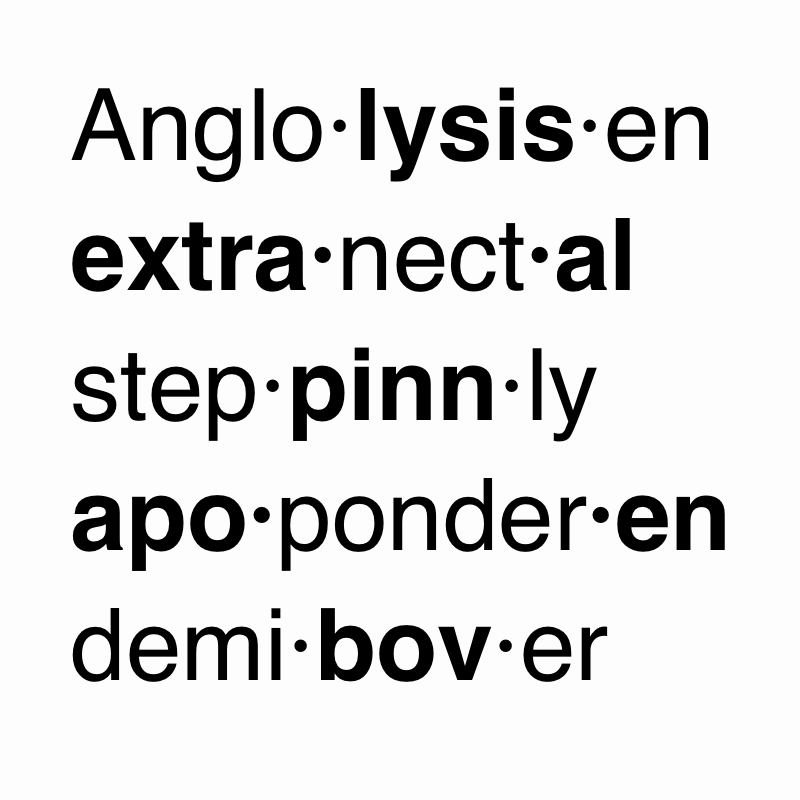 Anglo·lysis·en
extra·nect·al
step·pinn·ly
apo·ponder·en
demi·bov·er